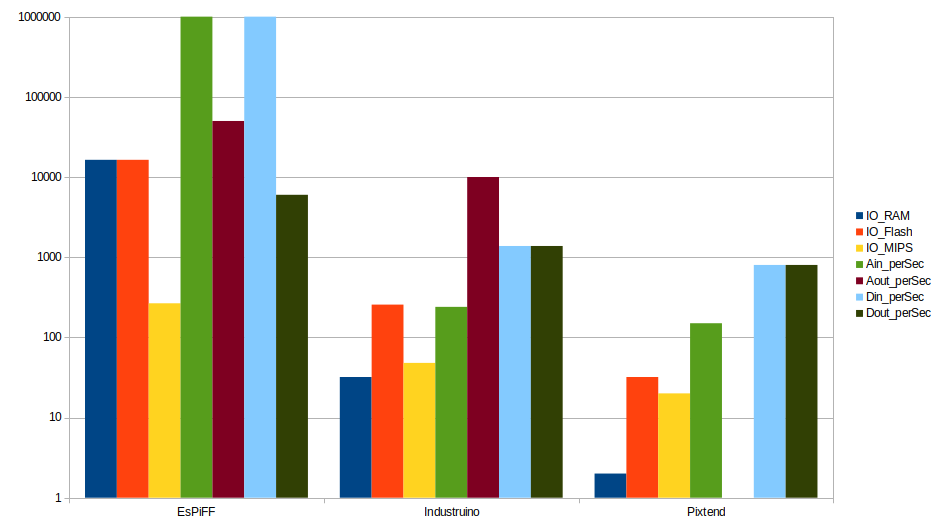 1000000
100000
10000
1000
100
10
1
EsPiFF
Industruino
Pixtend
IO_RAM
IO_Flash
IO_MIPS
Ain_perSec
Aout_perSec
Din_perSec
Dout_perSec